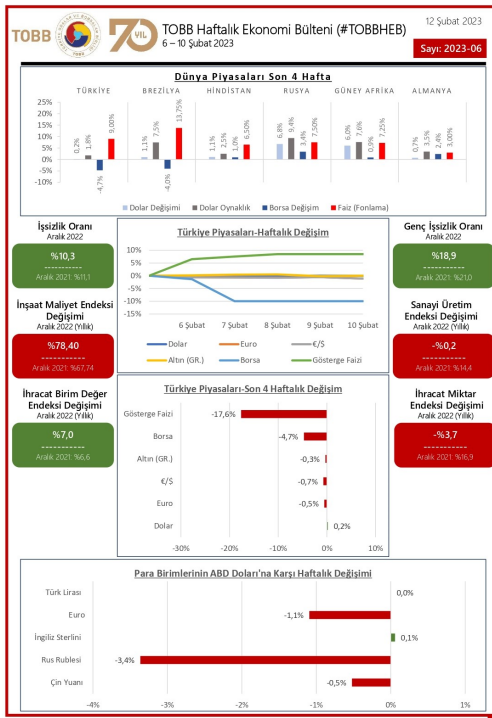 TOBB
70 YIL
TOBB Haftalık Ekonomi Bülteni (#TOBBHEB)
6 – 10 Şubat 2023
12 Şubat 2023
Sayı: 2023-06
Dünya Piyasaları Son 4 Hafta
TÜRKİYE BREZİLYA HİNDİSTAN RUSYA GÜNEY AFRİKA ALMANYA
25%
20%
15%
10%
5%
0%
-5%
-10%
0,2% 1,8% -4,7% 9,00%
1,1% 7,5% -4,0% 13,75%
1,1% 2,5% 1,0% 6,50%
6,8% 9,4% 3,4% 7,50%
6,0% 7,6% 0,9% 7,25%
0,7% 3,5% 2,4% 3,00%
Dolar Değişimi Dolar Oynaklık Borsa Değişim Faiz (Fonlama)
İşsizlik Oranı
Aralık 2022
%10,3
-----------
Aralık 2021: %11,1
İnşaat Maliyet Endeksi
Değişimi
Aralık 2022 (Yıllık)
%78,40
-----------
Aralık 2021: %67,74
İhracat Birim Değer
Endeksi Değişimi
Aralık 2022 (Yıllık)
%7,0
-----------
Aralık 2021: %6,6
Türkiye Piyasaları-Haftalık Değişim
10%
5%
0%
-5%
-10%
-15%
6 Şubat 7 Şubat 8 Şubat 9 Şubat 10 Şubat
Dolar Euro €/$
Altın (GR.) Borsa Gösterge Faizi
Türkiye Piyasaları-Son 4 Haftalık Değişim
Gösterge Faizi -17,6%
Borsa -4,7%
Altın (GR.) -0,3%
€/$ -0,7%
Euro -0,5%
Dolar 0,2%
-30% -20% -10% 0% 10%
Genç İşsizlik Oranı
Aralık 2022
%18,9
-----------
Aralık 2021: %21,0
Sanayi Üretim
Endeksi Değişimi
Aralık 2022 (Yıllık)
-%0,2
-----------
Aralık 2021: %14,4
İhracat Miktar
Endeksi Değişimi
Aralık 2022 (Yıllık)
-%3,7
-----------
Aralık 2021: %16,9
Para Birimlerinin ABD Doları'na Karşı Haftalık Değişimi
Türk Lirası 0,0%
Euro -1,1%
İngiliz Sterlini 0,1%
Rus Rublesi -3,4%
Çin Yuanı -0,5%
-4% -3% -2% -1% 0% 1%